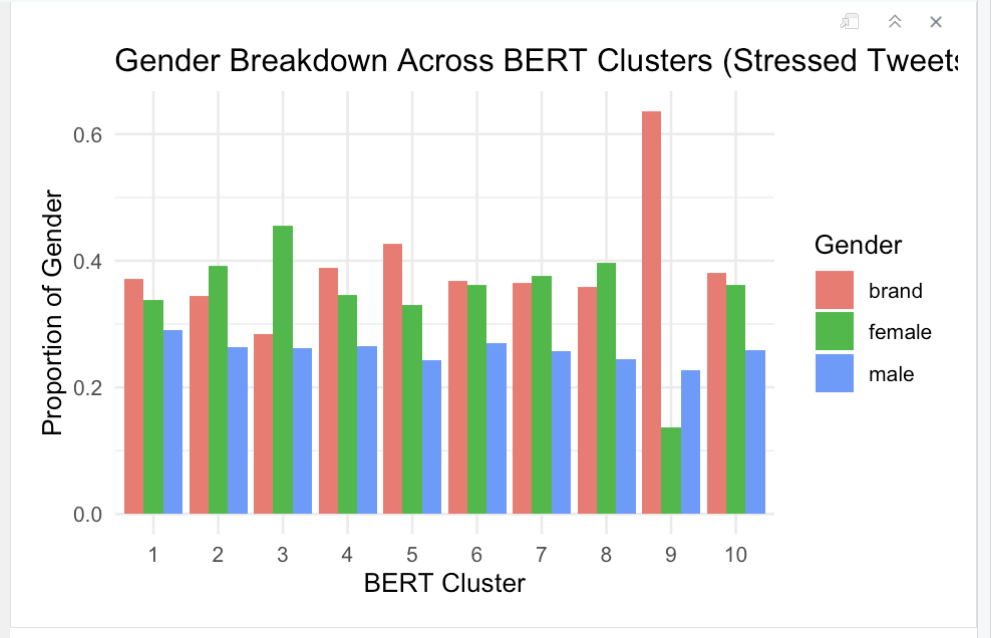 Gender Breakdown Across BERT Clusters (Stressed Tweets
Proportion of Gender
0.6
0.4
0.2
0.0
1 2 3 4 5 6 7 8 9 10
BERT Cluster
Gender
brand
female
male